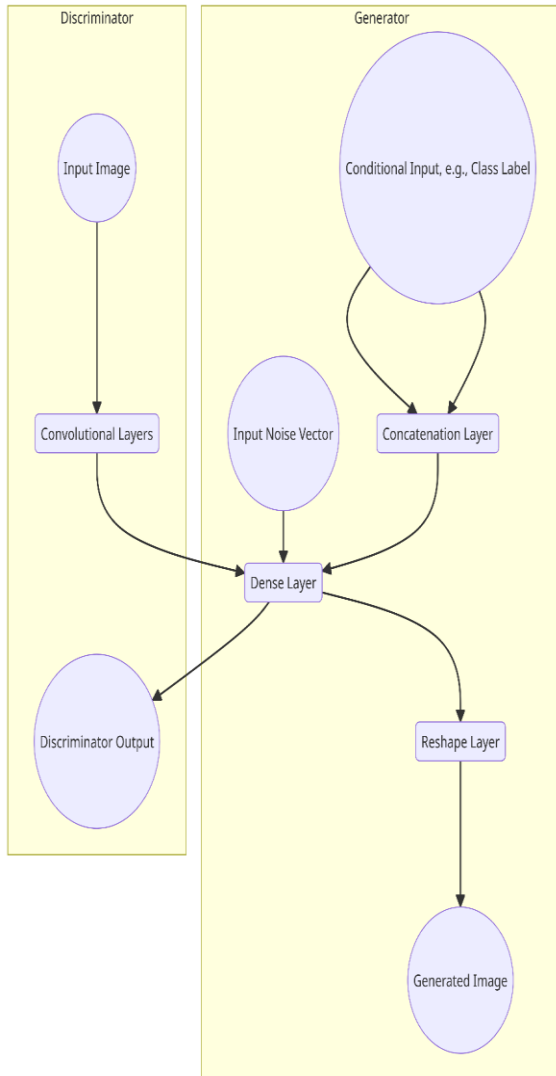 Discriminator
Generator
Input Image
Conditional Input, e.g., Class Label
Convolutional Layers
Input Noise Vector
Concatenation Layer
Dense Layer
Discriminator Output
Reshape Layer
Generated Image